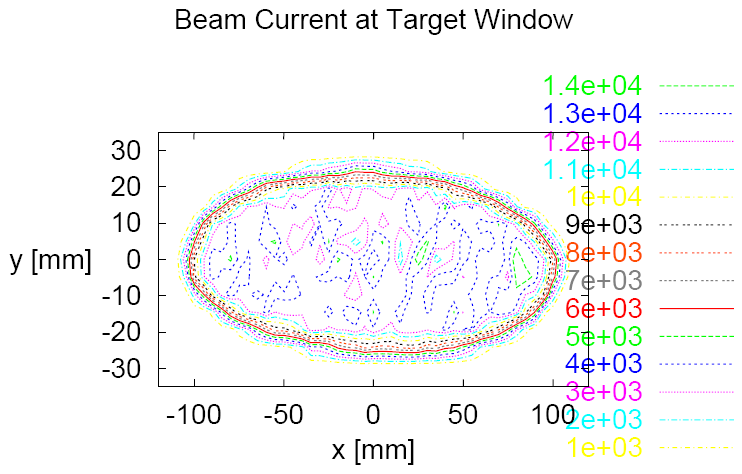 Beam Current at Target Window
1.4e+04
1.3e+04
1.2e+04
1.1e+04
1e+04
9e+03
8e+03
7e+03
6e+03
5e+03
4e+03
3e+03
2e+03
1e+03
30
20
10
0
-10
-20
-30
y [mm]
-100 -50 0 50 100
x [mm]